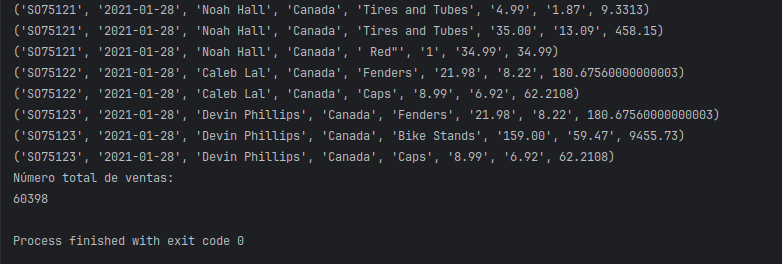 ('SO75121', '2021-01-28', 'Noah Hall', 'Canada', 'Tires and Tubes', '4.99', '1.87', 9.3313)
('SO75121', '2021-01-28', 'Noah Hall', 'Canada', 'Tires and Tubes', '35.00', '13.09', 458.15)
('SO75121', '2021-01-28', 'Noah Hall', 'Canada', ' Red"', '1', '34.99', 34.99)
('SO75122', '2021-01-28', 'Caleb Lal', 'Canada', 'Fenders', '21.98', '8.22', 180.67560000000003)
('SO75122', '2021-01-28', 'Caleb Lal', 'Canada', 'Caps', '8.99', '6.92', 62.2108)
('SO75123', '2021-01-28', 'Devin Phillips', 'Canada', 'Fenders', '21.98', '8.22', 180.67560000000003)
('SO75123', '2021-01-28', 'Devin Phillips', 'Canada', 'Bike Stands', '159.00', '59.47', 9455.73)
('SO75123', '2021-01-28', 'Devin Phillips', 'Canada', 'Caps', '8.99', '6.92', 62.2108)
Número total de ventas:
60398
Process finished with exit code 0